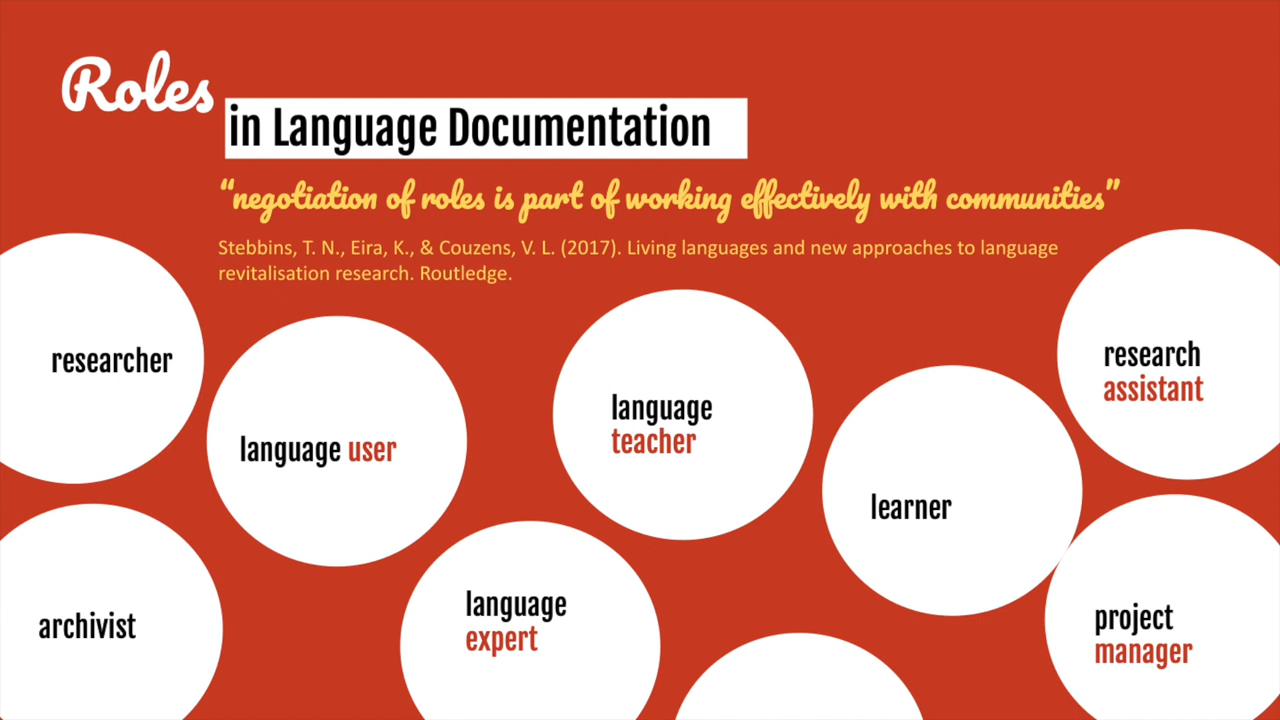 Roles
in Language Documentation
“negotiation of roles is part of working effectively with communities”
Stebbins, T. N., Eira, K., & Couzens, V. L. (2017). Living languages and new approaches to language
revitalisation research. Routledge.
researcher
language user
language
teacher
learner
research
assistant
archivist
language
expert
project
manager